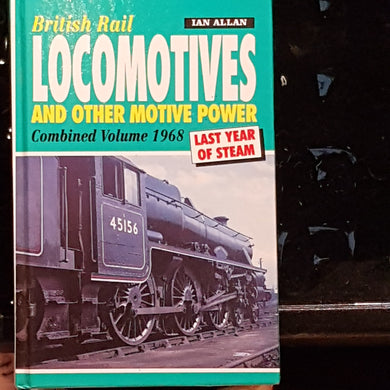 British Rail
IAN ALLAN
LOCOMOTIVES
AND OTHER MOTIVE POWER
Combined Volume 1968
LAST YEAR
OF STEAM
45156